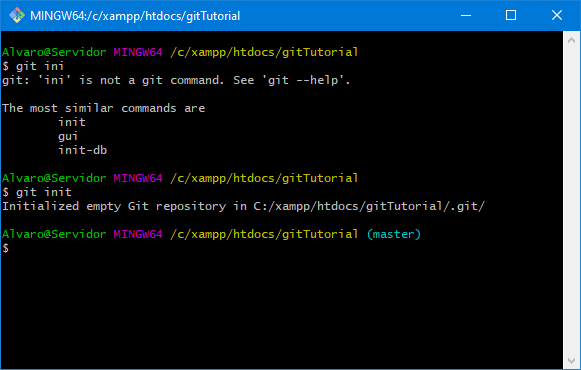 MINGW64:/c/xampp/htdocs/gitTutorial
Alvaro@Servidor MINGW64 /c/xampp/htdocs/gitTutorial
$ git ini
git: 'ini' is not a git command. See 'git --help'.
The most similar commands are
init
gui
init-db
Alvaro@Servidor MINGW64 /c/xampp/htdocs/gitTutorial
$ git init
Initialized empty Git repository in C:/xampp/htdocs/gitTutorial/.git/
Alvaro@Servidor MINGW64 /c/xampp/htdocs/gitTutorial (master)
$